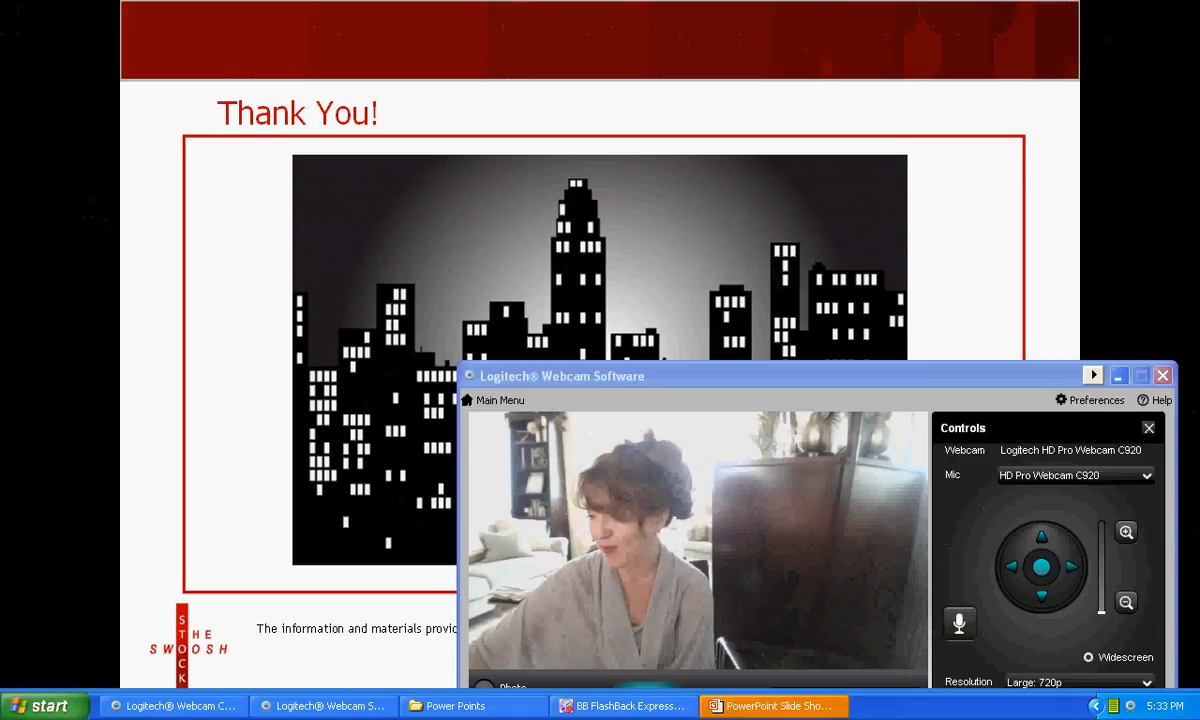 Thank You!
Logitech® Webcam Software
Main Menu
Preferences
Help
Controls
Webcam Logitech HD Pro Webcam C920
Mic HD Pro Webcam C920
Widescreen
Resolution Large: 720p
Photo
THE
STOCK
SWOOSH
The information and materials provi
start
Logitech® Webcam C...
Logitech® Webcam S...
Power Points
BB FlashBack Express...
PowerPoint Slide Sho...
5:33 PM